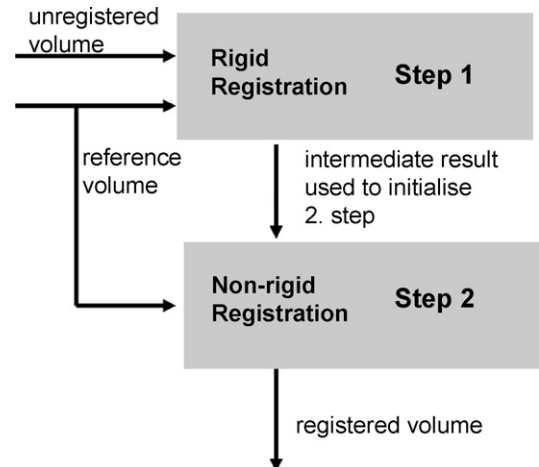 unregistered
volume
Rigid
Registration
Step 1
reference
volume
intermediate result
used to initialise
2. step
Non-rigid
Registration
Step 2
registered volume